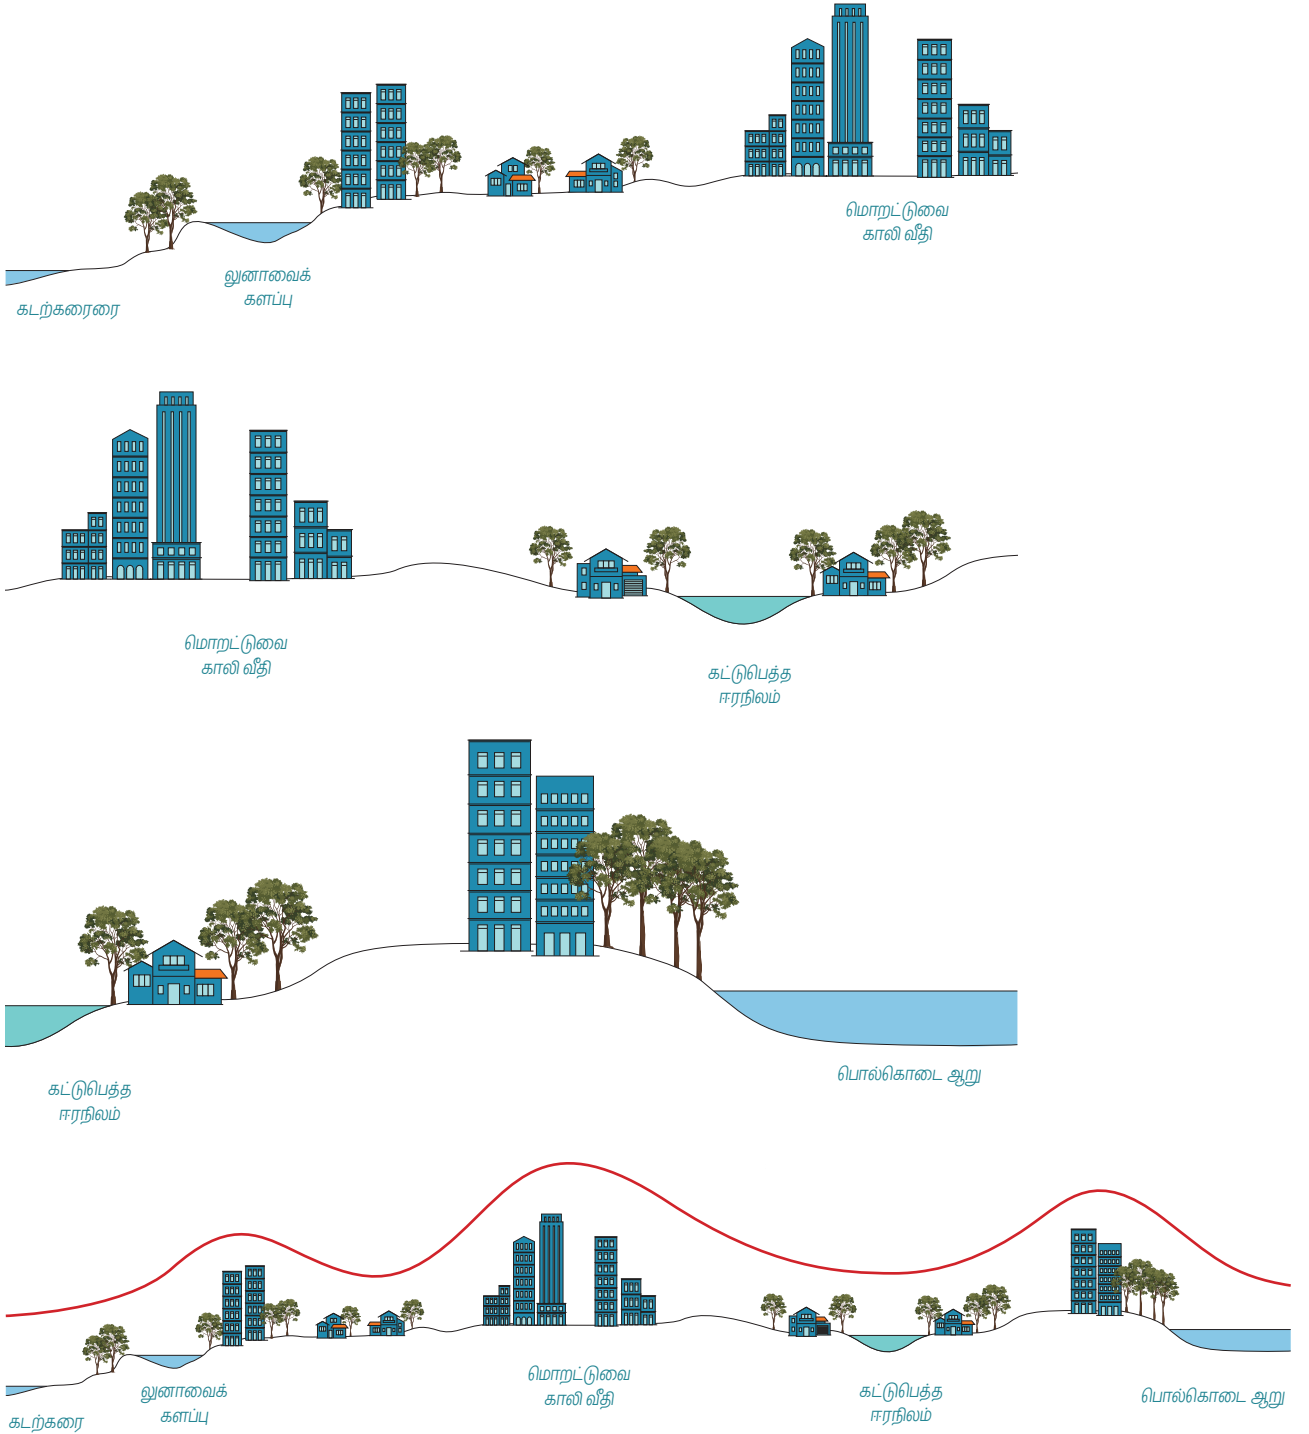 மொறட்டுவை
காலி வீதி
லுனாவைக்
களப்பு
கடற்கரைரை
மொறட்டுவை
காலி வீதி
கட்டுபெத்த
ஈரநிலம்
பொல்கொடை ஆறு
கட்டுபெத்த
ஈரநிலம்
மொறட்டுவை
காலி வீதி
லுனாவைக்
களப்பு
கட்டுபெத்த
ஈரநிலம்
பொல்கொடை ஆறு
கடற்கரை